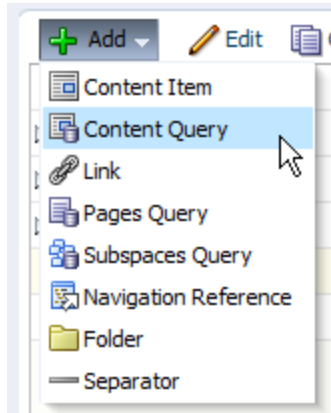 Add Edit
Content Item
Content Query
Link
Pages Query
Subspaces Query
Navigation Reference
Folder
Separator